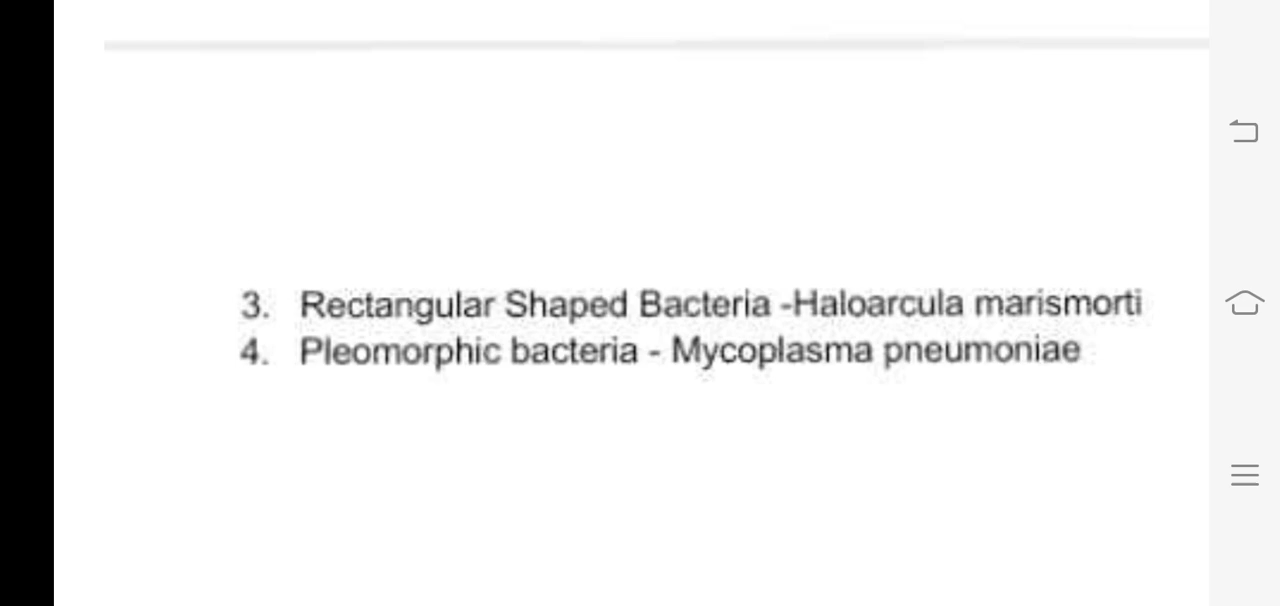 3. Rectangular Shaped Bacteria -Haloarcula marismorti
4. Pleomorphic bacteria - Mycoplasma pneumoniae